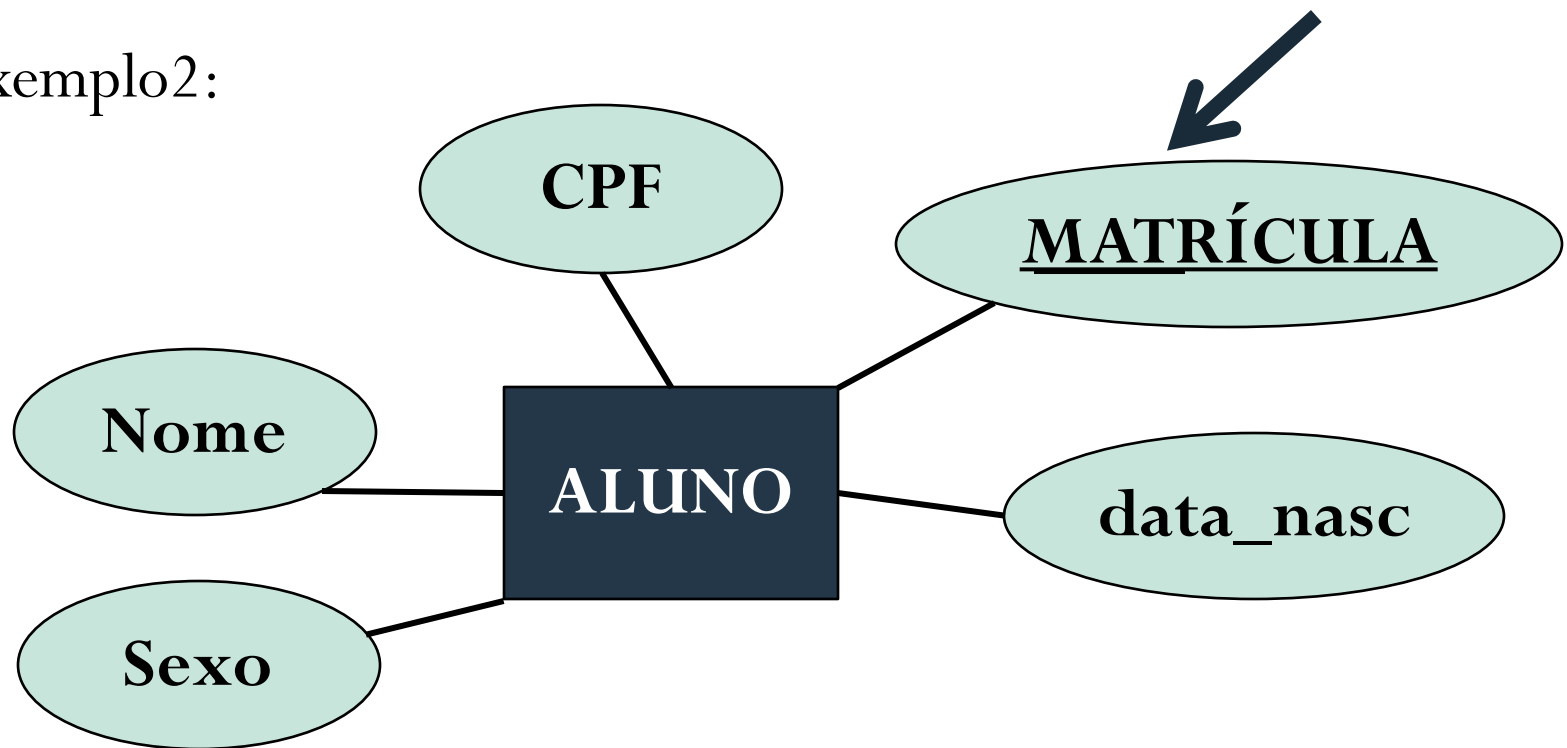 xemplo2:
CPF
MATRÍCULA
Nome
ALUNO
data_nasc
Sexo